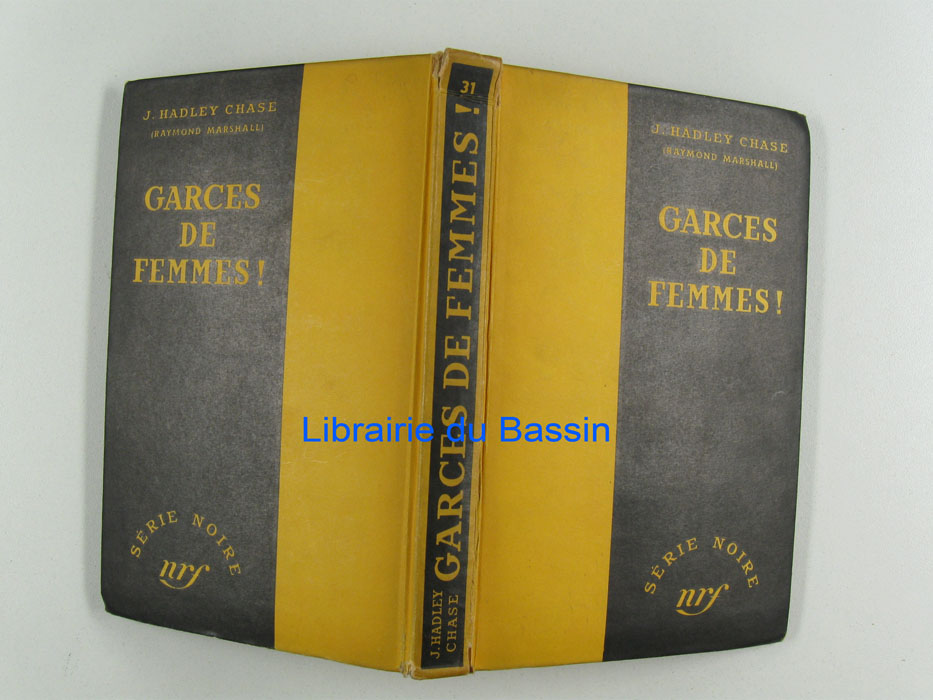 J. HADLEY CHASE
(RAYMOND MARSHALL)
GARCES
DE
FEMMES !
SÉRIE NOIRE
nrf
31
GARCES DE FEMMES !
J. HADLEY
CHASE
J. HADLEY CHASE
(RAYMOND MARSHALL)
GARCES
DE
FEMMES !
SÉRIE NOIRE
nrf
Librairie du Bassin